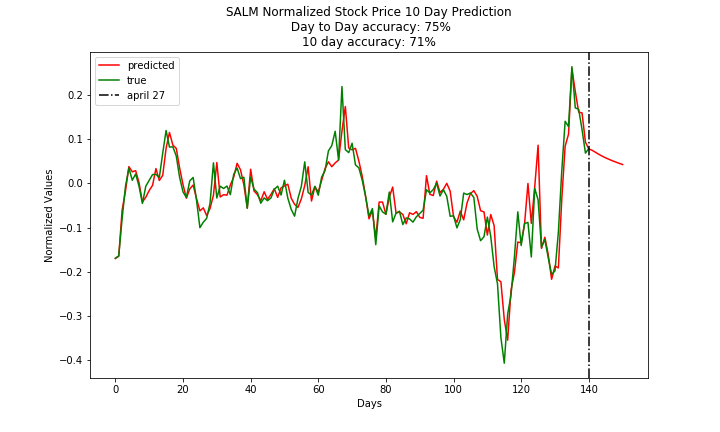 SALM Normalized Stock Price 10 Day Prediction
Day to Day accuracy: 75%
10 day accuracy: 71%
predicted
true
april 27
0.2
0.1
0.0
−0.1
−0.2
−0.3
−0.4
Normalized Values
0 20 40 60 80 100 120 140
Days